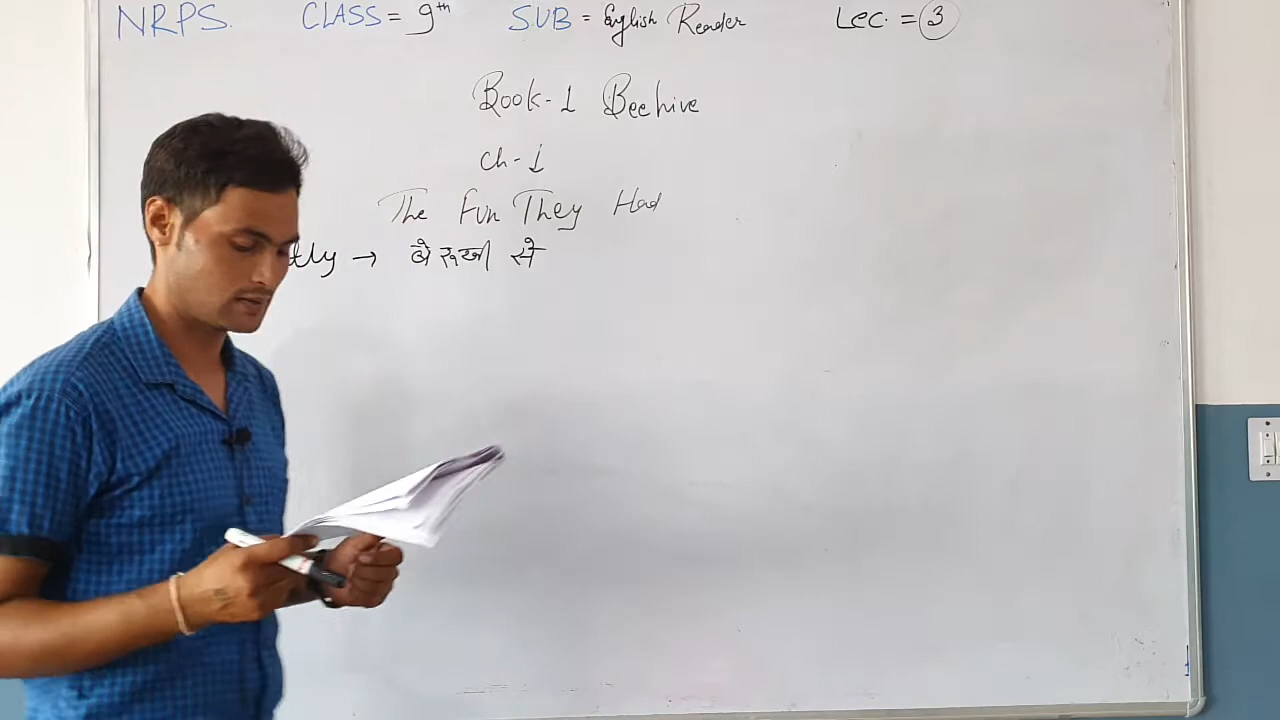 NRPS. CLASS = 9th SUB = English Reader Lec. = 3
Book-1 Beehive
ch-1
The Fun They Had
tly → बेरुखी से